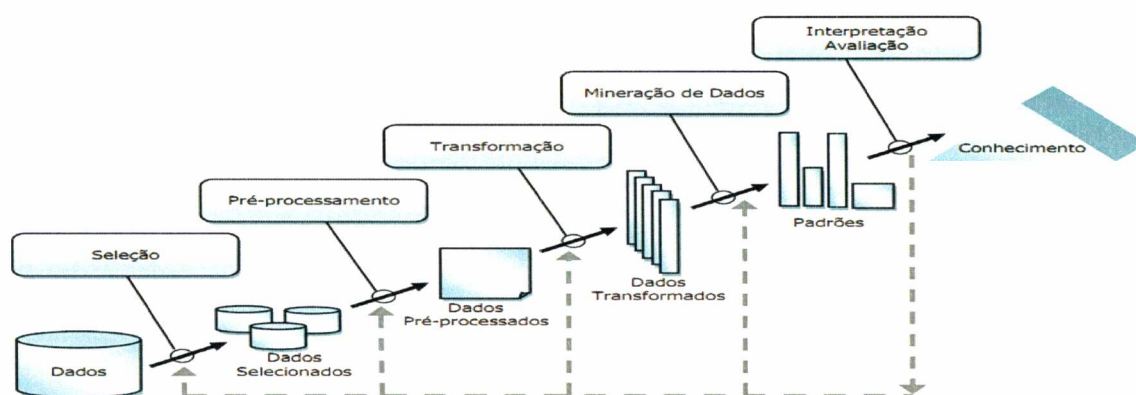 Interpretação
Avaliação
Mineração de Dados
Transformação
Conhecimento
Pré-processamento
Padrões
Seleção
Dados
Transformados
Dados
Pré-processados
Dados
Selecionados
Dados